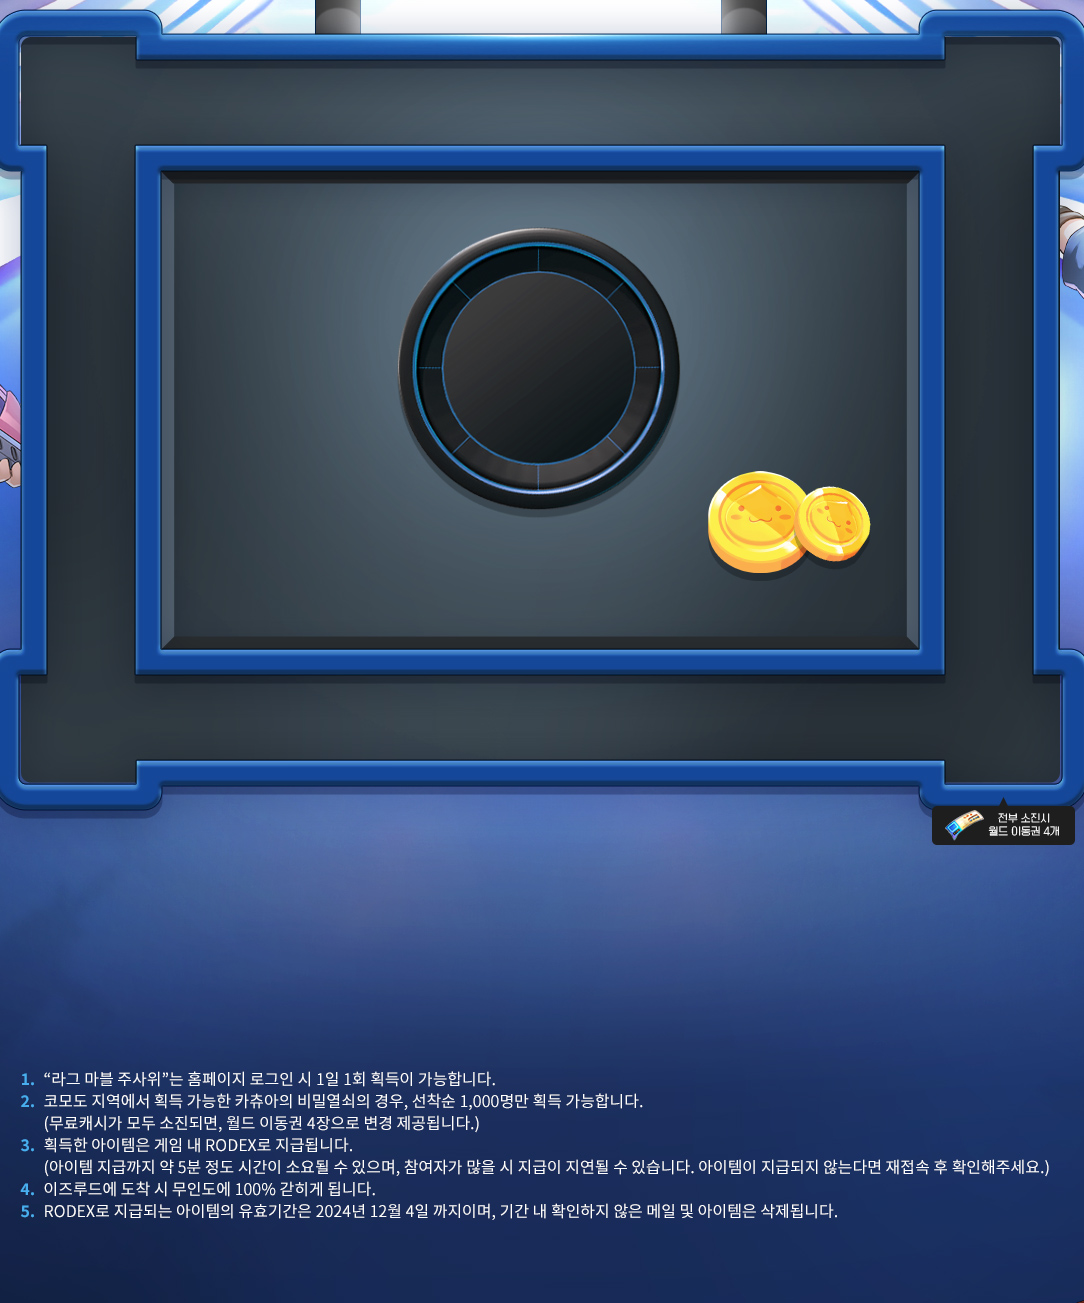 전부 소진시
월드 이동권 4개
1. “라그 마블 주사위”는 홈페이지 로그인 시 1일 1회 획득이 가능합니다.
2. 코모도 지역에서 획득 가능한 카츄아의 비밀열쇠의 경우, 선착순 1,000명만 획득 가능합니다.
(무료캐시가 모두 소진되면, 월드 이동권 4장으로 변경 제공됩니다.)
3. 획득한 아이템은 게임 내 RODEX로 지급됩니다.
(아이템 지급까지 약 5분 정도 시간이 소요될 수 있으며, 참여자가 많을 시 지급이 지연될 수 있습니다. 아이템이 지급되지 않는다면 재접속 후 확인해주세요.)
4. 이즈루드에 도착 시 무인도에 100% 갇히게 됩니다.
5. RODEX로 지급되는 아이템의 유효기간은 2024년 12월 4일 까지이며, 기간 내 확인하지 않은 메일 및 아이템은 삭제됩니다.